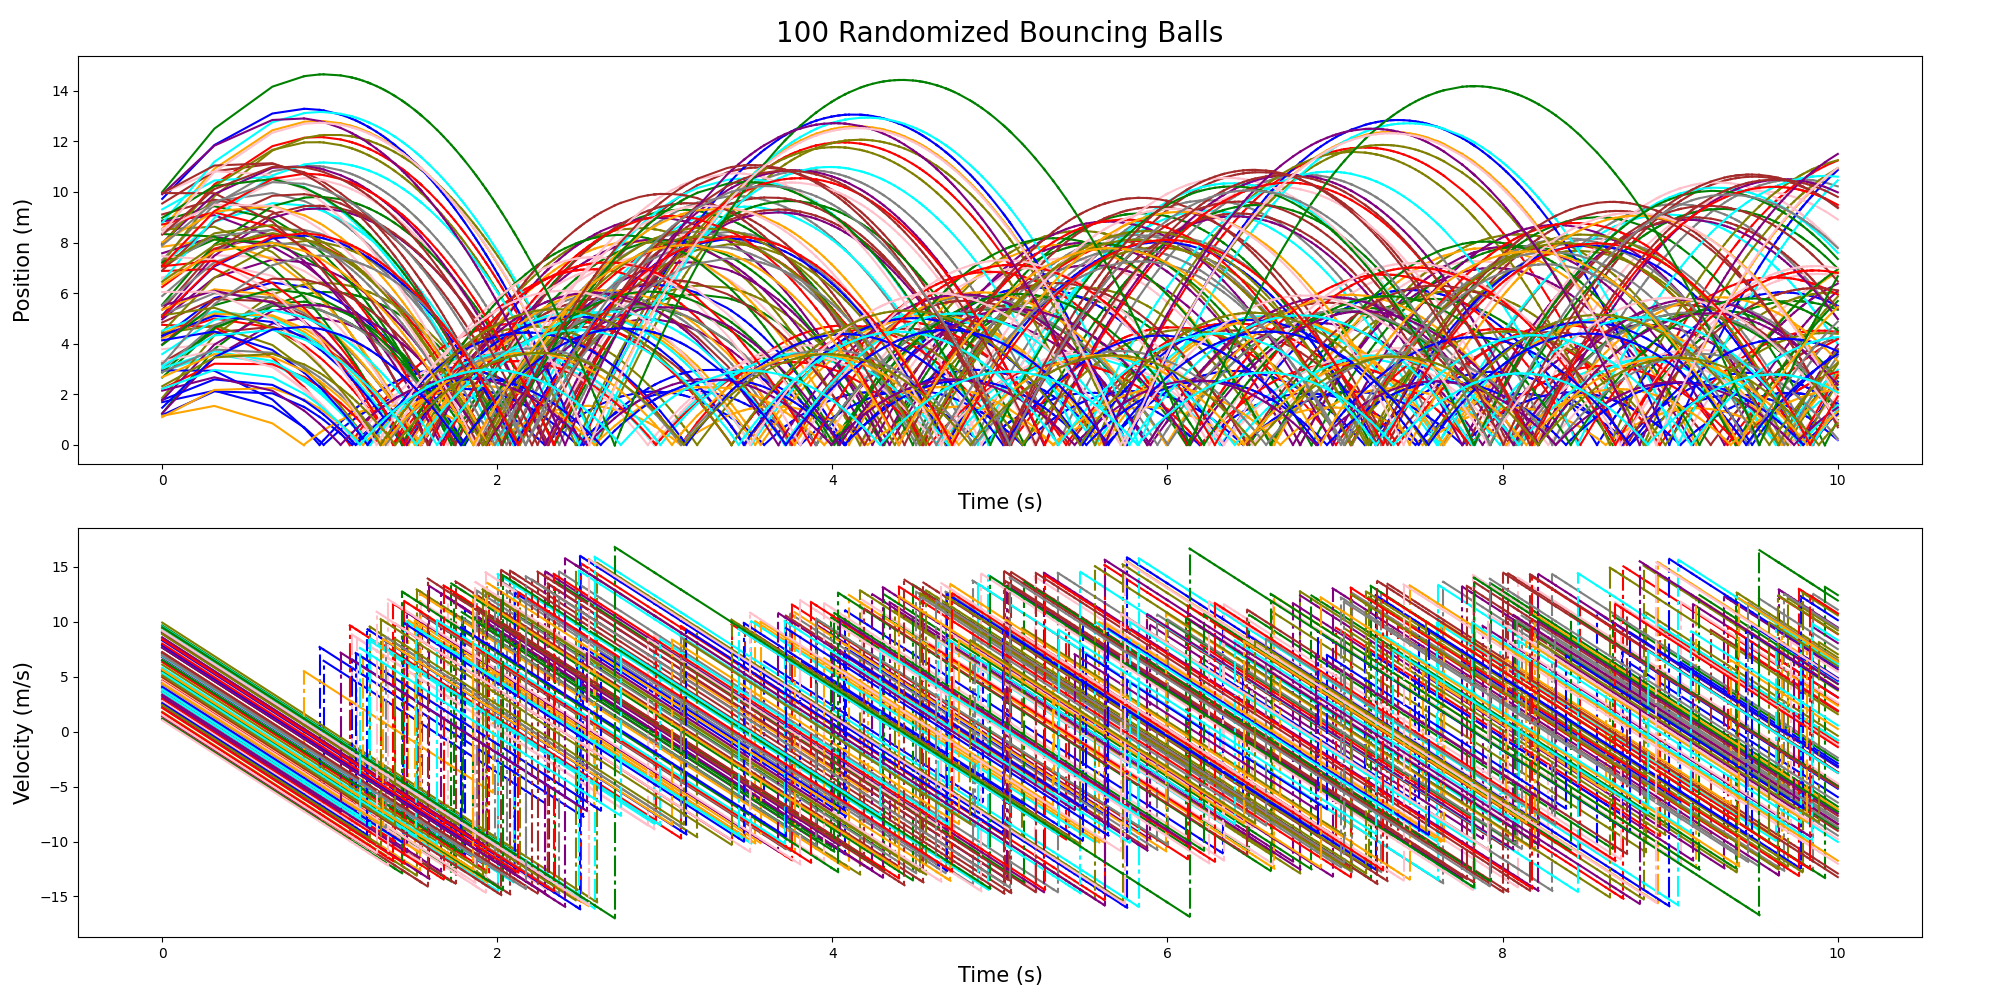 100 Randomized Bouncing Balls
14
12
10
8
6
4
2
0
Position (m)
0 2 4 6 8 10
Time (s)
15
10
5
0
−5
−10
−15
Velocity (m/s)
0 2 4 6 8 10
Time (s)